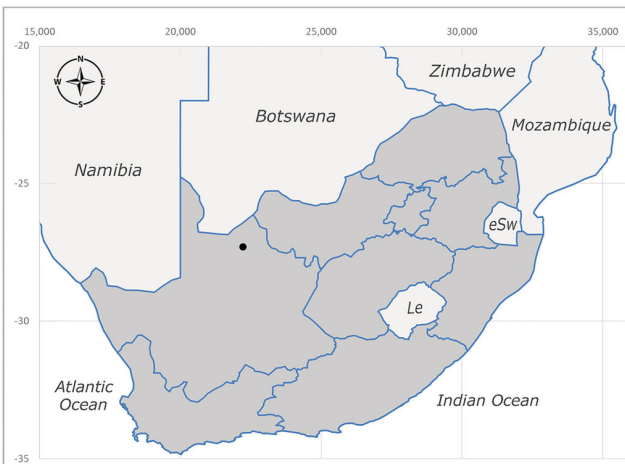 15,000 20,000 25,000 30,000 35,000
-20
N
W E
S
Zimbabwe
Botswana
Mozambique
Namibia
-25
eSw
Le
-30
Atlantic
Ocean
Indian Ocean
-35